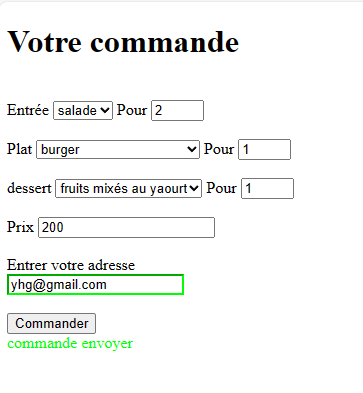 Votre commande
Entrée salade Pour 2
Plat burger Pour 1
dessert fruits mixés au yaourt Pour 1
Prix 200
Entrer votre adresse
yhg@gmail.com
Commander
commande envoyer